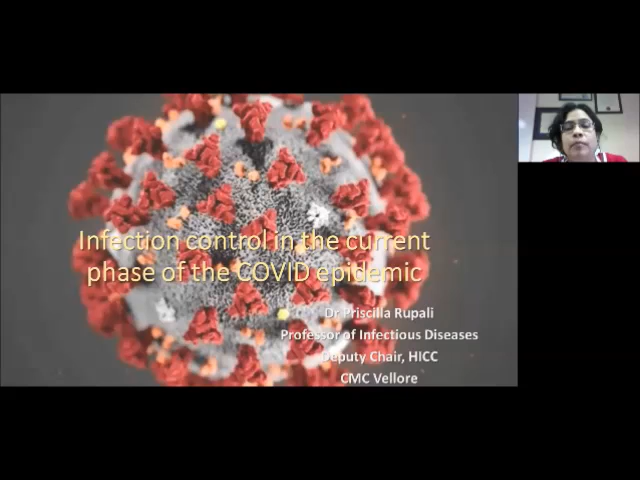 Infection control in the current
phase of the COVID epidemic
Dr Priscilla Rupali
Professor of Infectious Diseases
Deputy Chair, HICC
CMC Vellore